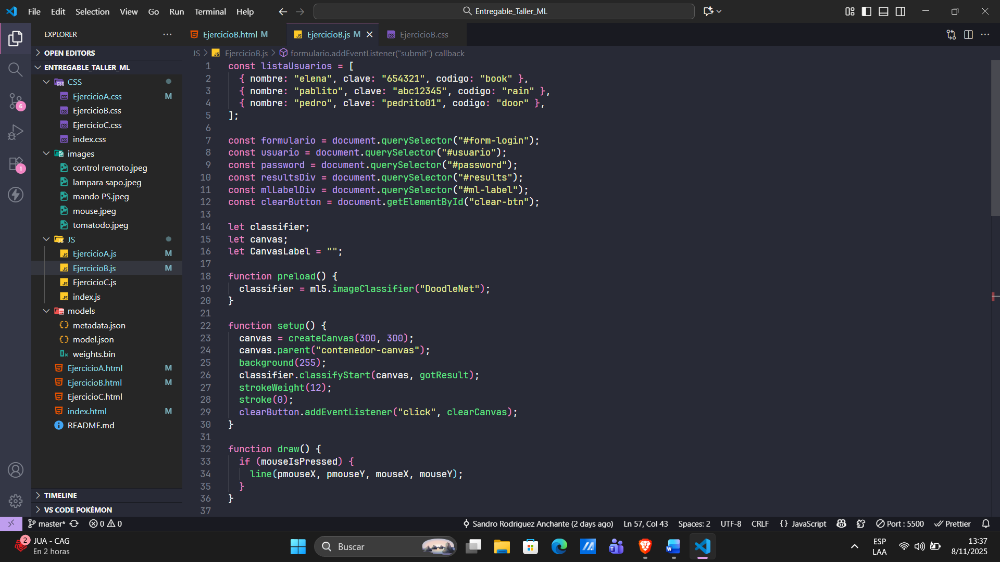 File Edit Selection View Go Run Terminal Help
Entregable_Taller_ML
EXPLORER
EjercicioB.html M
EjercicioB.js M
EjercicioB.css
OPEN EDITORS
ENTREGABLE_TALLER_ML
CSS
EjercicioA.css M
EjercicioB.css
EjercicioC.css
index.css
images
control remoto.jpeg
lampara sapo.jpeg
mando PS.jpeg
mouse.jpeg
tomatodo.jpeg
JS
EjercicioA.js M
EjercicioB.js M
EjercicioC.js
index.js
models
metadata.json
model.json
weights.bin
EjercicioA.html M
EjercicioB.html M
EjercicioC.html
index.html M
README.md
TIMELINE
VS CODE POKÉMON
6
1
JS > EjercicioB.js > formulario.addEventListener("submit") callback
1 const listaUsuarios = [
2 { nombre: "elena", clave: "654321", codigo: "book" },
3 { nombre: "pablito", clave: "abc12345", codigo: "rain" },
4 { nombre: "pedro", clave: "pedrito01", codigo: "door" },
5 ];
6
7 const formulario = document.querySelector("#form-login");
8 const usuario = document.querySelector("#usuario");
9 const password = document.querySelector("#password");
10 const resultsDiv = document.querySelector("#results");
11 const mlLabelDiv = document.querySelector("#ml-label");
12 const clearButton = document.getElementById("clear-btn");
13
14 let classifier;
15 let canvas;
16 let CanvasLabel = "";
17
18 function preload() {
19 classifier = ml5.imageClassifier("DoodleNet");
20 }
21
22 function setup() {
23 canvas = createCanvas(300, 300);
24 canvas.parent("contenedor-canvas");
25 background(255);
26 classifier.classifyStart(canvas, gotResult);
27 strokeWeight(12);
28 stroke(0);
29 clearButton.addEventListener("click", clearCanvas);
30 }
31
32 function draw() {
33 if (mouseIsPressed) {
34 line(pmouseX, pmouseY, mouseX, mouseY);
35 }
36 }
37
master* 0 0 Sandro Rodriguez Anchante (2 days ago) Ln 57, Col 43 Spaces: 2 UTF-8 CRLF {} JavaScript Port : 5500 Prettier
2
JUA - CAG
En 2 horas
Buscar
ESP
LAA
13:37
8/11/2025